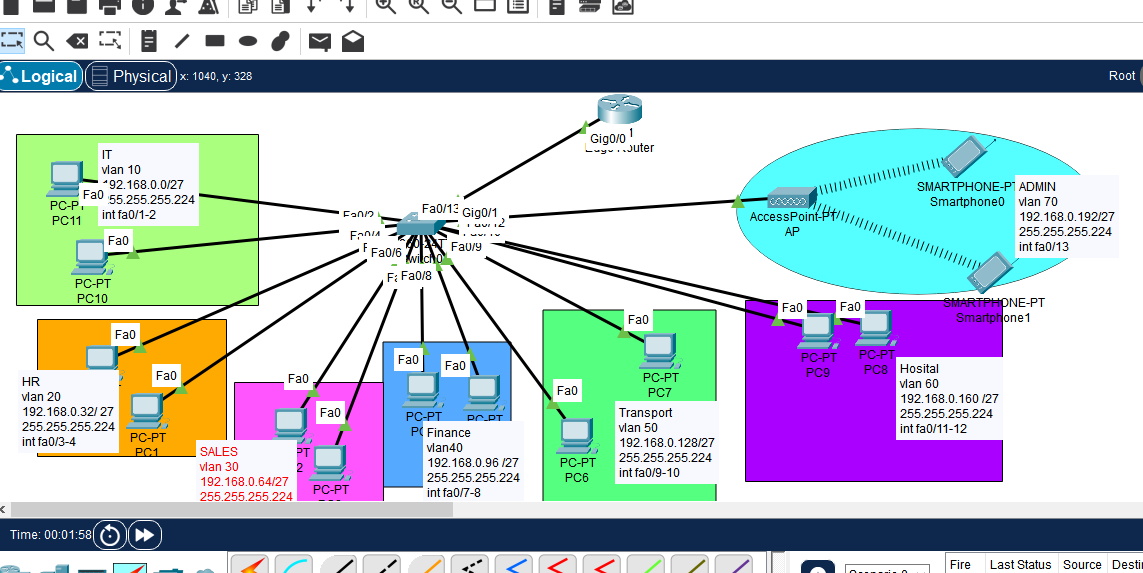 Logical
Physical
x: 1040, y: 328
Root
IT
vlan 10
192.168.0.0/27
255.255.255.224
int fa0/1-2
Fa0
PC-PT
PC11
Fa0
PC-PT
PC10
Gig0/0
1
Edge Router
Fa0/13
Gig0/1
Fa0/2
Fa0/4
Fa0/6
Fa0/8
Fa0/9
AccessPoint-PT
AP
SMARTPHONE-PT
Smartphone0
SMARTPHONE-PT
Smartphone1
ADMIN
vlan 70
192.168.0.192/27
255.255.255.224
int fa0/13
Fa0
HR
vlan 20
192.168.0.32/ 27
255.255.255.224
int fa0/3-4
Fa0
PC-PT
PC1
SALES
vlan 30
192.168.0.64/27
255.255.255.224
Fa0
PT
2
Fa0
PC-PT
Fa0
PC-PT
Fa0
PC-PT
Finance
vlan40
192.168.0.96 /27
255.255.255.224
int fa0/7-8
Fa0
PC-PT
PC6
Fa0
PC-PT
PC7
Transport
vlan 50
192.168.0.128/27
255.255.255.224
int fa0/9-10
Fa0
PC-PT
PC9
Fa0
PC-PT
PC8
Hosital
vlan 60
192.168.0.160 /27
255.255.255.224
int fa0/11-12
Time: 00:01:58
Fire
Last Status
Source